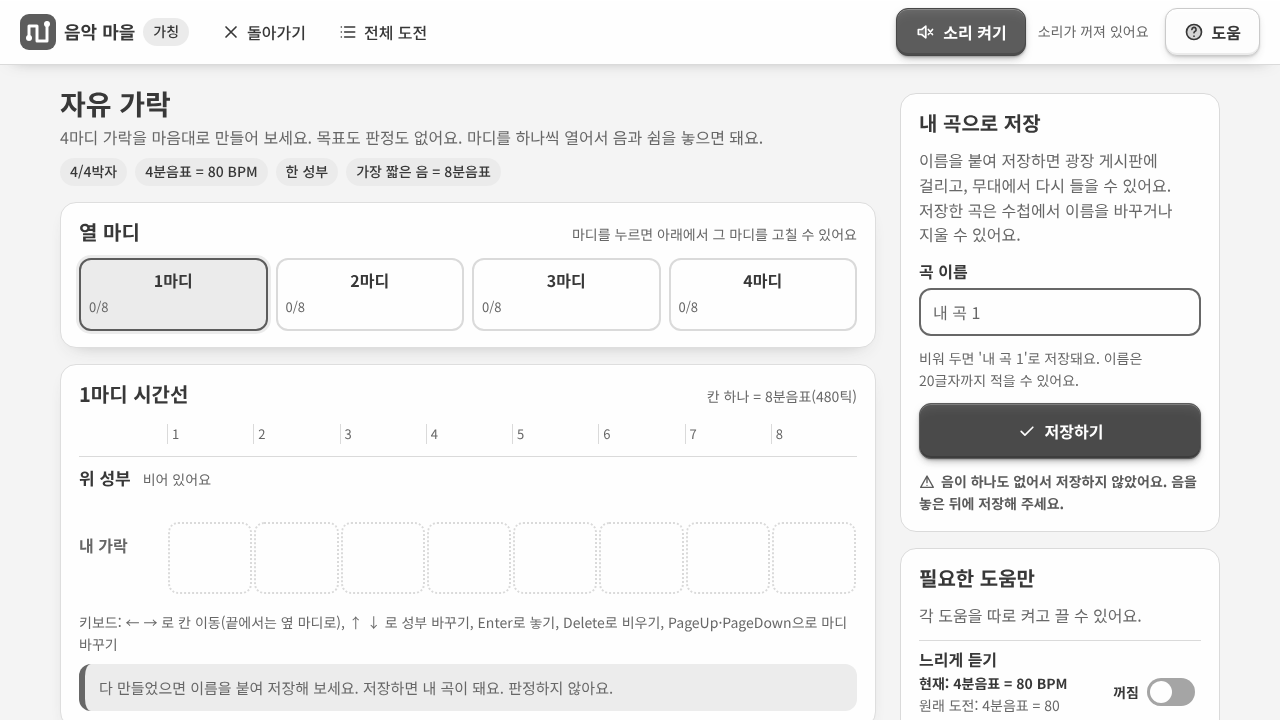 음악 마을 가칭 돌아가기 전체 도전 소리 켜기 소리가 꺼져 있어요 도움
자유 가락
4마디 가락을 마음대로 만들어 보세요. 목표도 판정도 없어요. 마디를 하나씩 열어서 음과 쉼을 놓으면 돼요.
4/4박자 4분음표 = 80 BPM 한 성부 가장 짧은 음 = 8분음표
열 마디 마디를 누르면 아래에서 그 마디를 고칠 수 있어요
1마디 2마디 3마디 4마디
0/8 0/8 0/8 0/8
1마디 시간선 칸 하나 = 8분음표(480틱)
1 2 3 4 5 6 7 8
위 성부 비어 있어요
내 가락
키보드: ← → 로 칸 이동(끝에서는 옆 마디로), ↑ ↓ 로 성부 바꾸기, Enter로 놓기, Delete로 비우기, PageUp·PageDown으로 마디
바꾸기
다 만들었으면 이름을 붙여 저장해 보세요. 저장하면 내 곡이 돼요. 판정하지 않아요.
내 곡으로 저장
이름을 붙여 저장하면 광장 게시판에
걸리고, 무대에서 다시 들을 수 있어요.
저장한 곡은 수첩에서 이름을 바꾸거나
지울 수 있어요.
곡 이름
내 곡 1
비워 두면 '내 곡 1'로 저장돼요. 이름은
20글자까지 적을 수 있어요.
저장하기
⚠ 음이 하나도 없어서 저장하지 않았어요. 음을
놓은 뒤에 저장해 주세요.
필요한 도움만
각 도움을 따로 켜고 끌 수 있어요.
느리게 듣기
현재: 4분음표 = 80 BPM 꺼짐
원래 도전: 4분음표 = 80